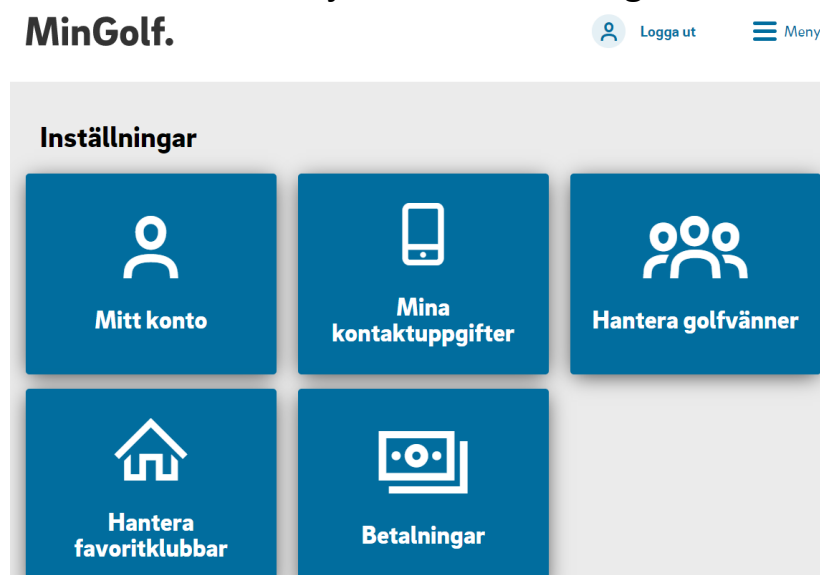 MinGolf.
Logga ut
Meny
Inställningar
Mitt konto
Mina
kontaktuppgifter
Hantera golfvänner
Hantera
favoritklubbar
Betalningar